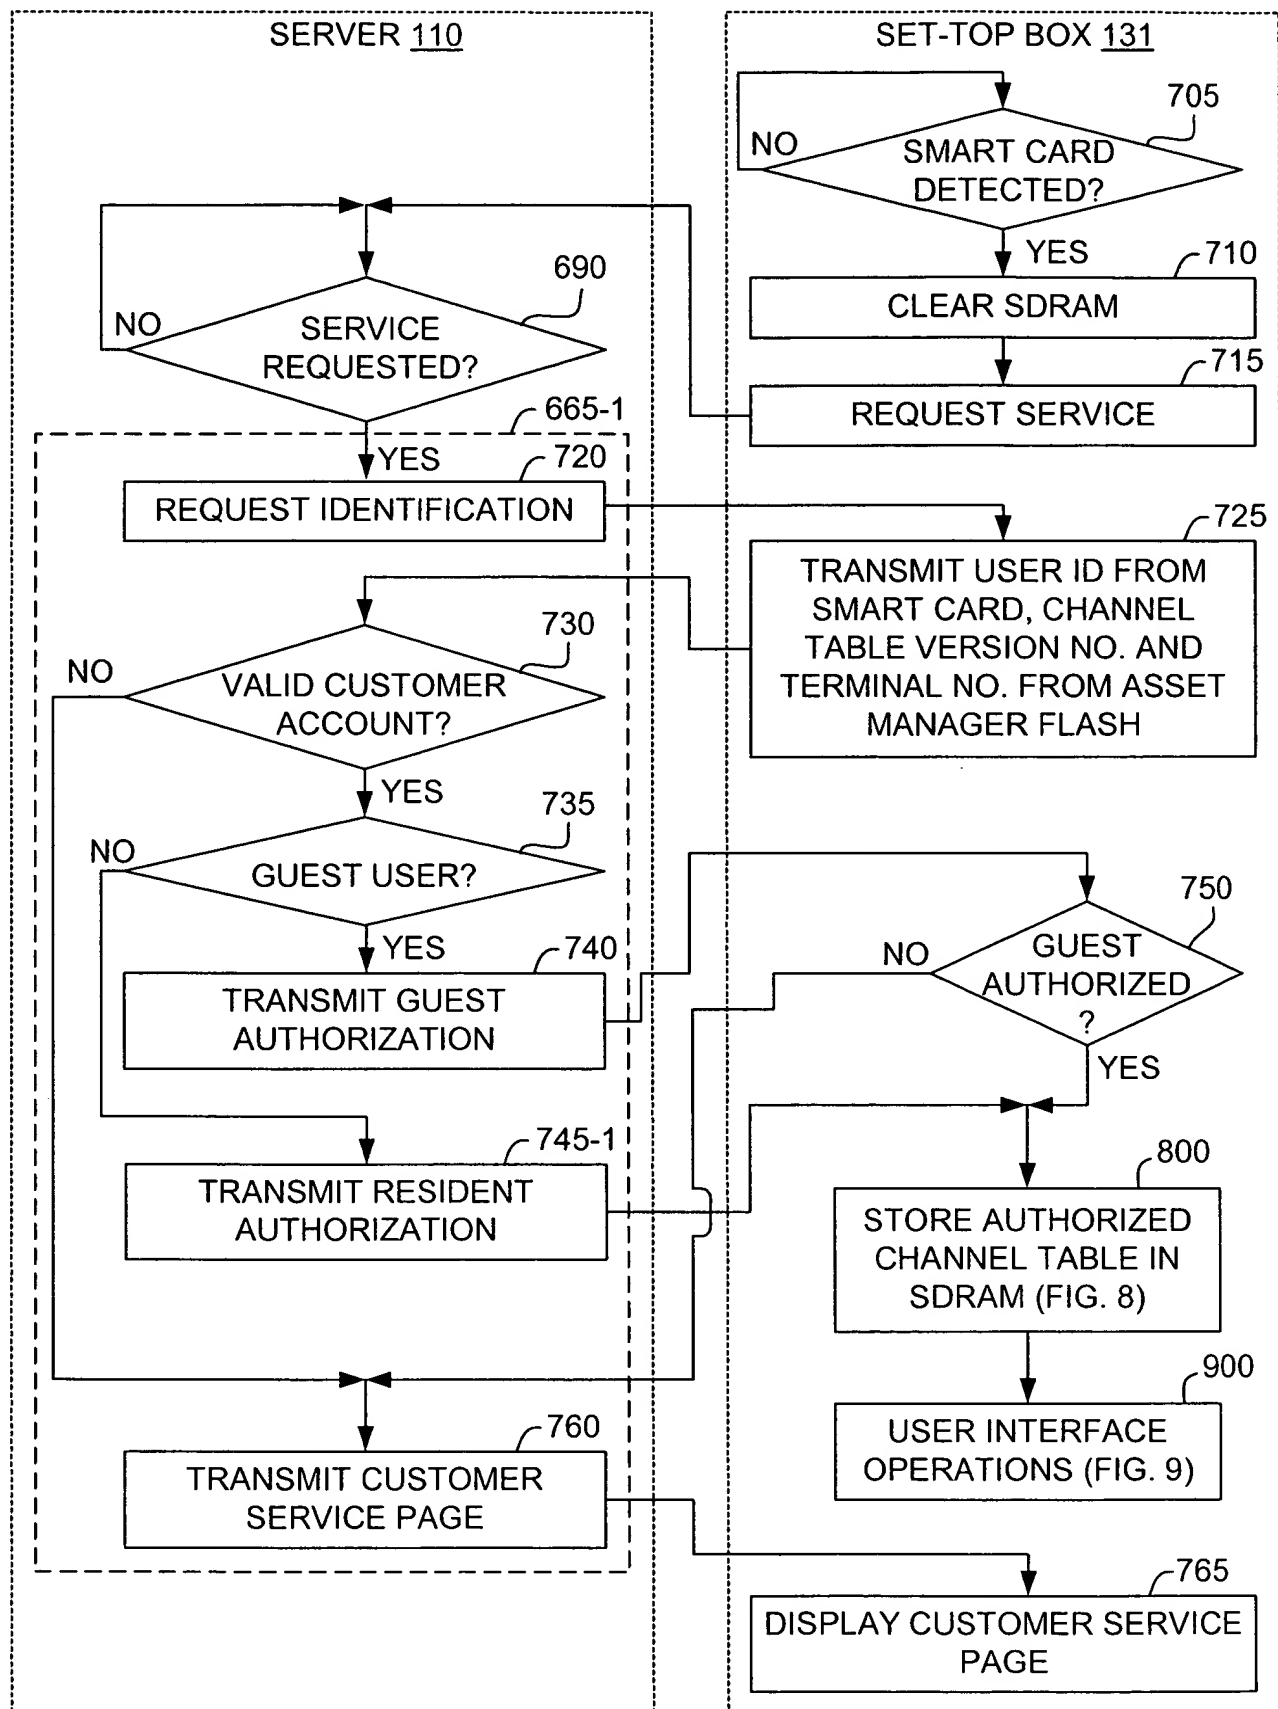 SERVER 110
SET-TOP BOX 131
705
NO
SMART CARD
DETECTED?
YES
710
CLEAR SDRAM
715
REQUEST SERVICE
690
NO
SERVICE
REQUESTED?
665-1
YES
720
REQUEST IDENTIFICATION
725
TRANSMIT USER ID FROM
SMART CARD, CHANNEL
TABLE VERSION NO. AND
TERMINAL NO. FROM ASSET
MANAGER FLASH
730
NO
VALID CUSTOMER
ACCOUNT?
YES
735
NO
GUEST USER?
YES
740
TRANSMIT GUEST
AUTHORIZATION
750
NO
GUEST
AUTHORIZED
?
YES
745-1
TRANSMIT RESIDENT
AUTHORIZATION
800
STORE AUTHORIZED
CHANNEL TABLE IN
SDRAM (FIG. 8)
900
USER INTERFACE
OPERATIONS (FIG. 9)
760
TRANSMIT CUSTOMER
SERVICE PAGE
765
DISPLAY CUSTOMER SERVICE
PAGE